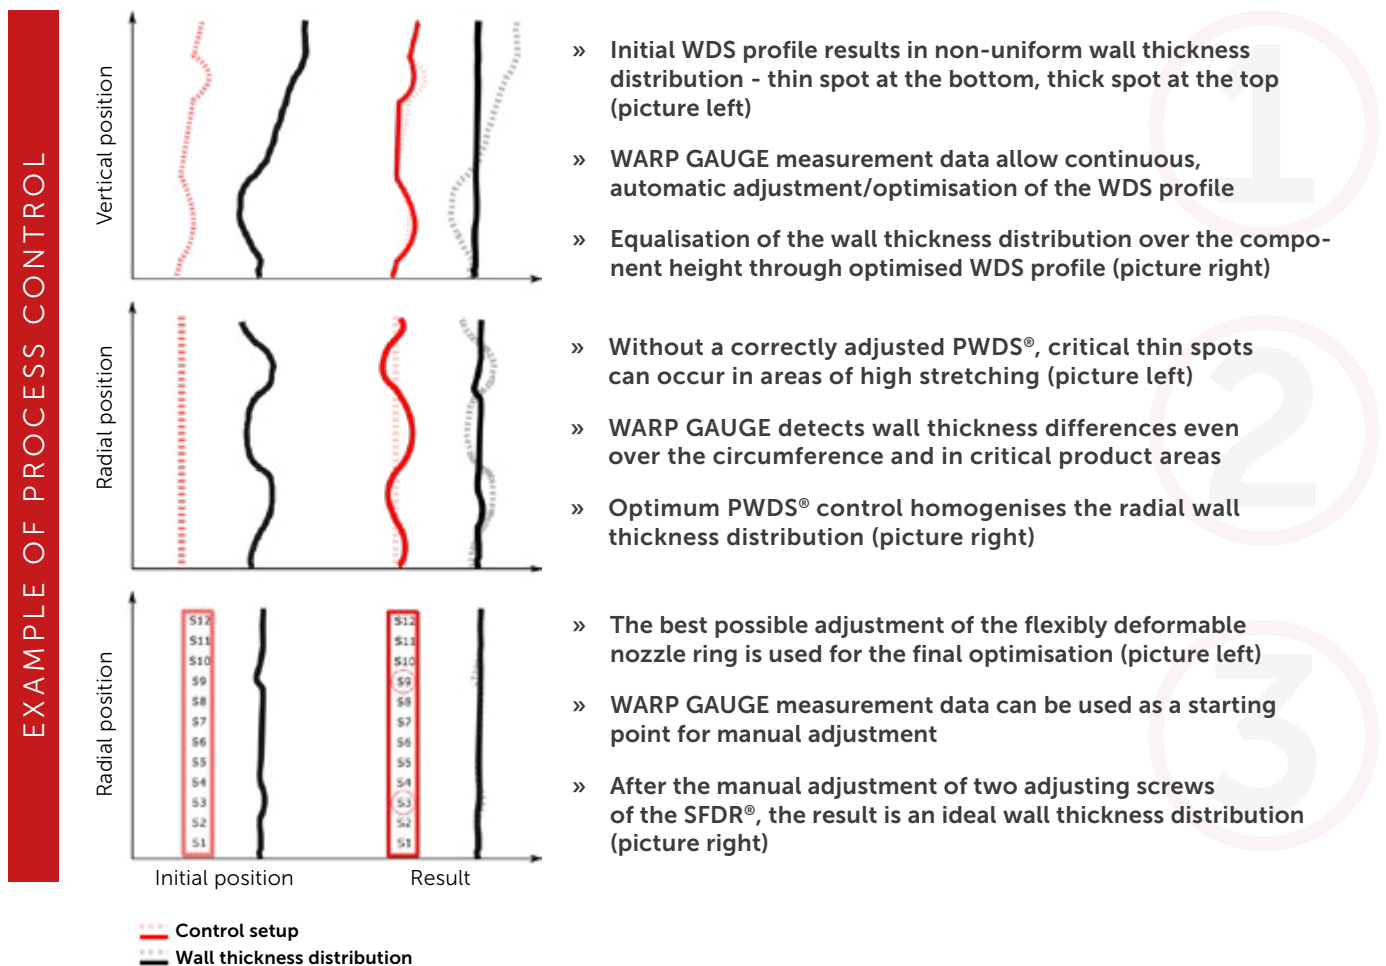 EXAMPLE OF PROCESS CONTROL
Vertical position
» Initial WDS profile results in non-uniform wall thickness
distribution - thin spot at the bottom, thick spot at the top
(picture left)
» WARP GAUGE measurement data allow continuous,
automatic adjustment/optimisation of the WDS profile
» Equalisation of the wall thickness distribution over the compo-
nent height through optimised WDS profile (picture right)
1
Radial position
» Without a correctly adjusted PWDS®, critical thin spots
can occur in areas of high stretching (picture left)
» WARP GAUGE detects wall thickness differences even
over the circumference and in critical product areas
» Optimum PWDS® control homogenises the radial wall
thickness distribution (picture right)
2
Radial position
S12
S11
S10
S9
S8
S7
S6
S5
S4
S3
S2
S1
S12
S11
S10
S9
S8
S7
S6
S5
S4
S3
S2
S1
» The best possible adjustment of the flexibly deformable
nozzle ring is used for the final optimisation (picture left)
» WARP GAUGE measurement data can be used as a starting
point for manual adjustment
» After the manual adjustment of two adjusting screws
of the SFDR®, the result is an ideal wall thickness distribution
(picture right)
3
Initial position
Result
Control setup
Wall thickness distribution